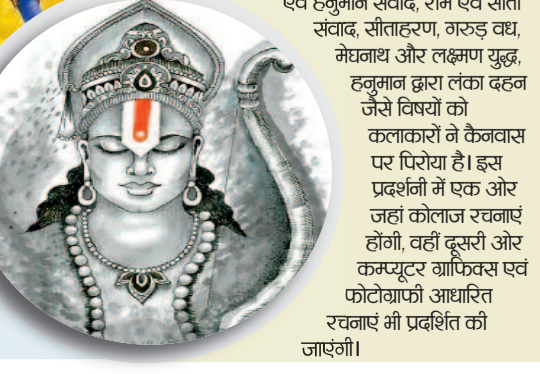 एवं हनुमान संवाद, राम एवं सीता
संवाद, सीताहरण, गरुड़ वध,
मेघनाथ और लक्ष्मण युद्ध,
हनुमान द्वारा लंका दहन
जैसे विषयों को
कलाकारों ने कैनवास
पर पिरोया है। इस
प्रदर्शनी में एक ओर
जहां कोलाज रचनाएं
होंगी, वहीं दूसरी ओर
कम्प्यूटर ग्राफिक्स एवं
फोटोग्राफी आधारित
रचनाएं भी प्रदर्शित की
जाएंगी।